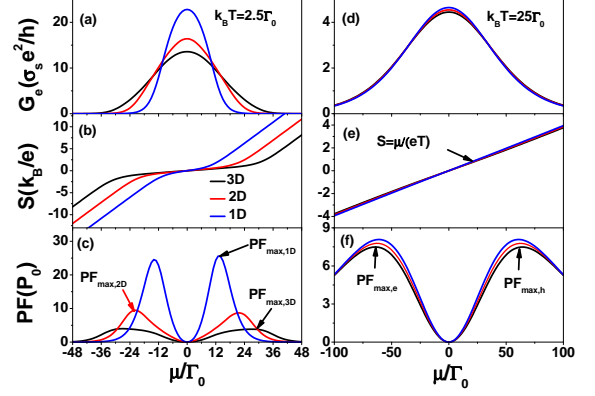 (a)
k_BT=2.5Γ_0
G_e(σ_s e^2/h)
20
10
0
(b)
S(k_B/e)
10
5
0
-5
-10
3D
2D
1D
(c)
PF(P_0)
30
20
10
0
PF_max,1D
PF_max,2D
PF_max,3D
-48 -36 -24 -12 0 12 24 36 48
μ/Γ_0
(d)
k_BT=25Γ_0
4
2
0
(e)
S=μ/(eT)
4
2
0
-2
-4
(f)
9
6
3
0
PF_max,e
PF_max,h
-100 -50 0 50 100
μ/Γ_0